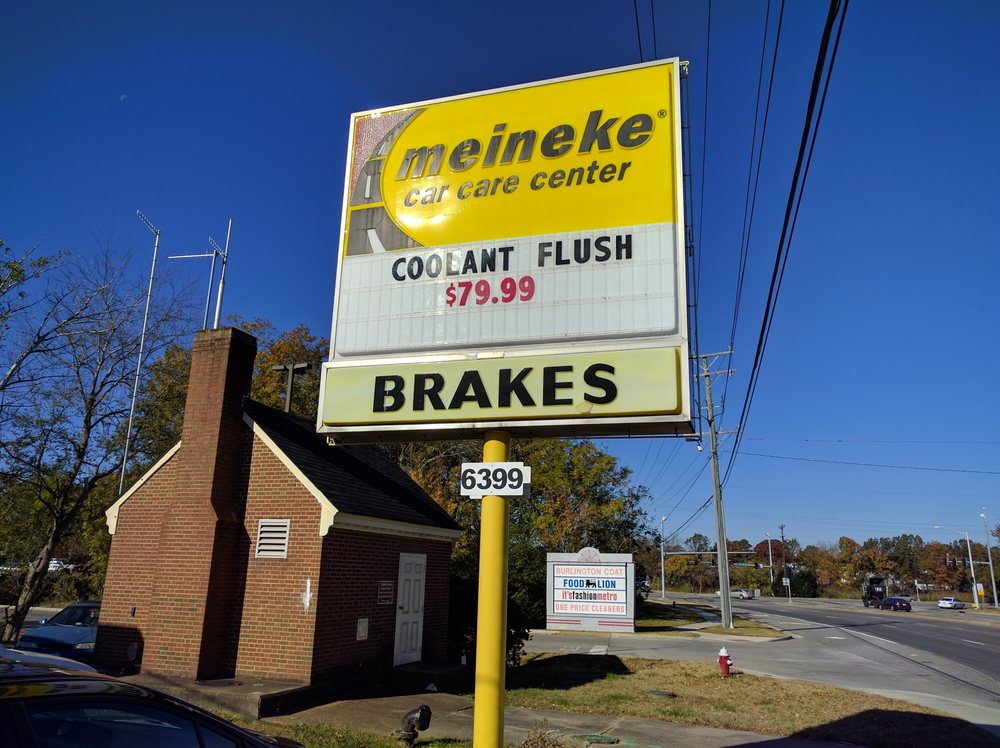 meineke®
car care center
COOLANT FLUSH
$79.99
BRAKES
6399
BURLINGTON COAT
FOOD LION
it'sfashionmetro
ONE PRICE CLEANERS